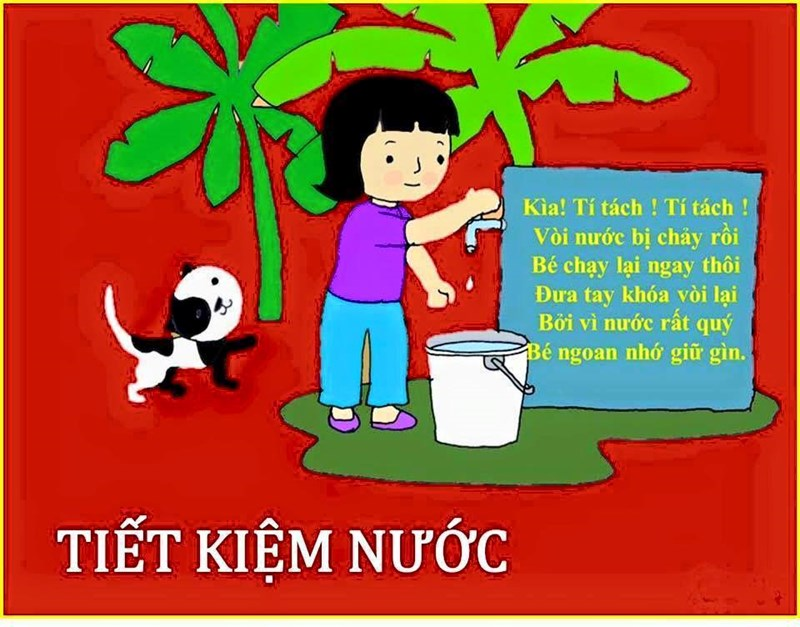 Kìa! Tí tách ! Tí tách !
Vòi nước bị chảy rồi
Bé chạy lại ngay thôi
Đưa tay khóa vòi lại
Bởi vì nước rất quý
Bé ngoan nhớ giữ gìn.
TIẾT KIỆM NƯỚC